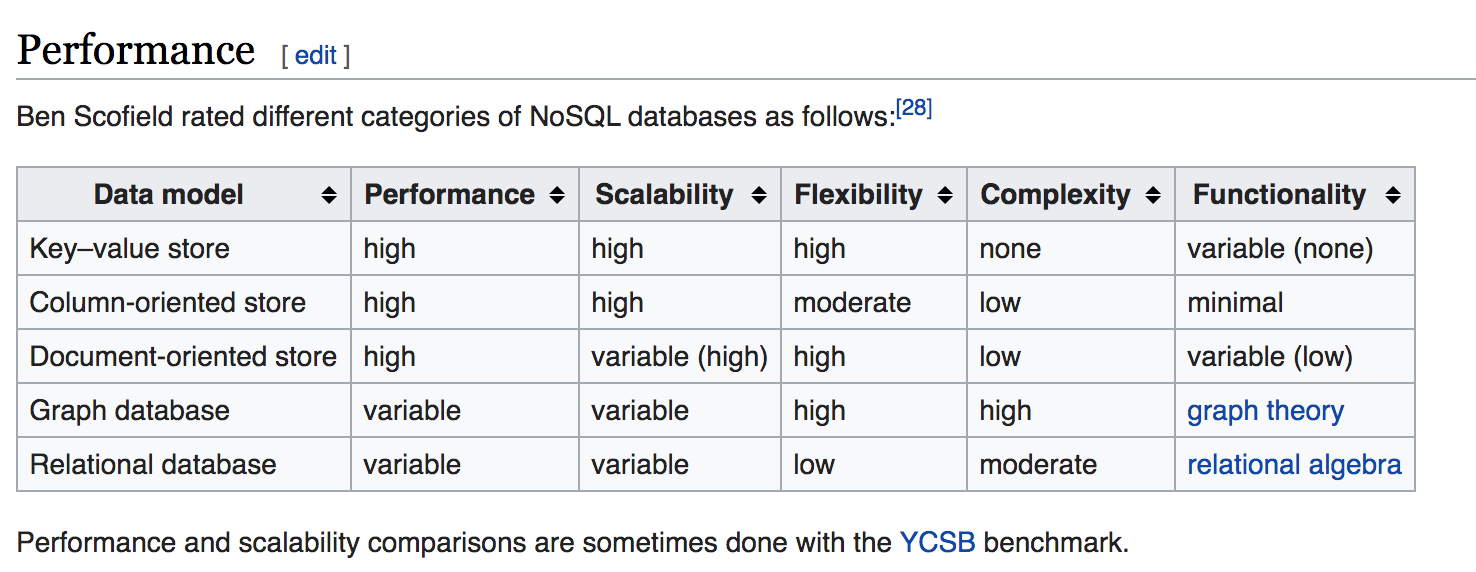 Performance [ edit ]
Ben Scofield rated different categories of NoSQL databases as follows:[28]
Data model Performance Scalability Flexibility Complexity Functionality
Key–value store high high high none variable (none)
Column-oriented store high high moderate low minimal
Document-oriented store high variable (high) high low variable (low)
Graph database variable variable high high graph theory
Relational database variable variable low moderate relational algebra
Performance and scalability comparisons are sometimes done with the YCSB benchmark.